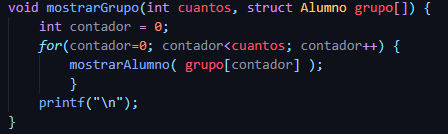 void mostrarGrupo(int cuantos, struct Alumno grupo[]) {
    int contador = 0;
    for(contador=0; contador<cuantos; contador++) {
        mostrarAlumno( grupo[contador] );
        }
    printf("\n");
}